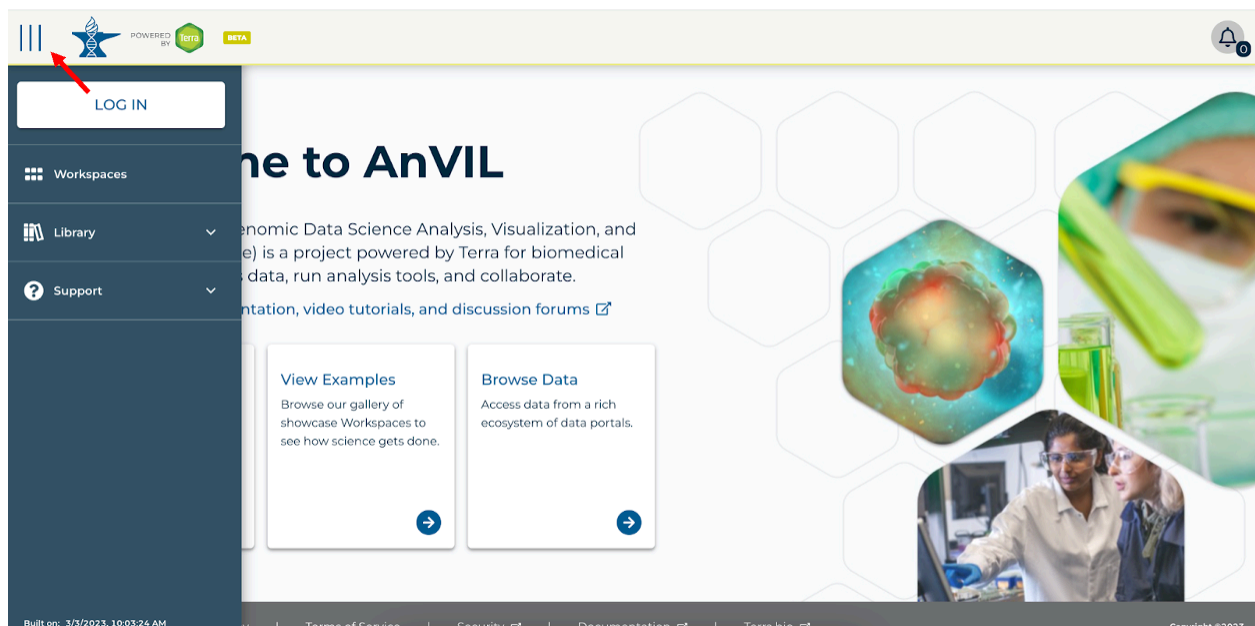 POWERED
BY
Terra
BETA
0
LOG IN
Workspaces
Library
Support
Built on: 3/3/2023, 10:03:24 AM
ne to AnVIL
enomic Data Science Analysis, Visualization, and
e) is a project powered by Terra for biomedical
data, run analysis tools, and collaborate.
ntation, video tutorials, and discussion forums
View Examples
Browse our gallery of
showcase Workspaces to
see how science gets done.
Browse Data
Access data from a rich
ecosystem of data portals.
Terms of Service | Security | Documentation | Terra.bio
Copyright ©2023